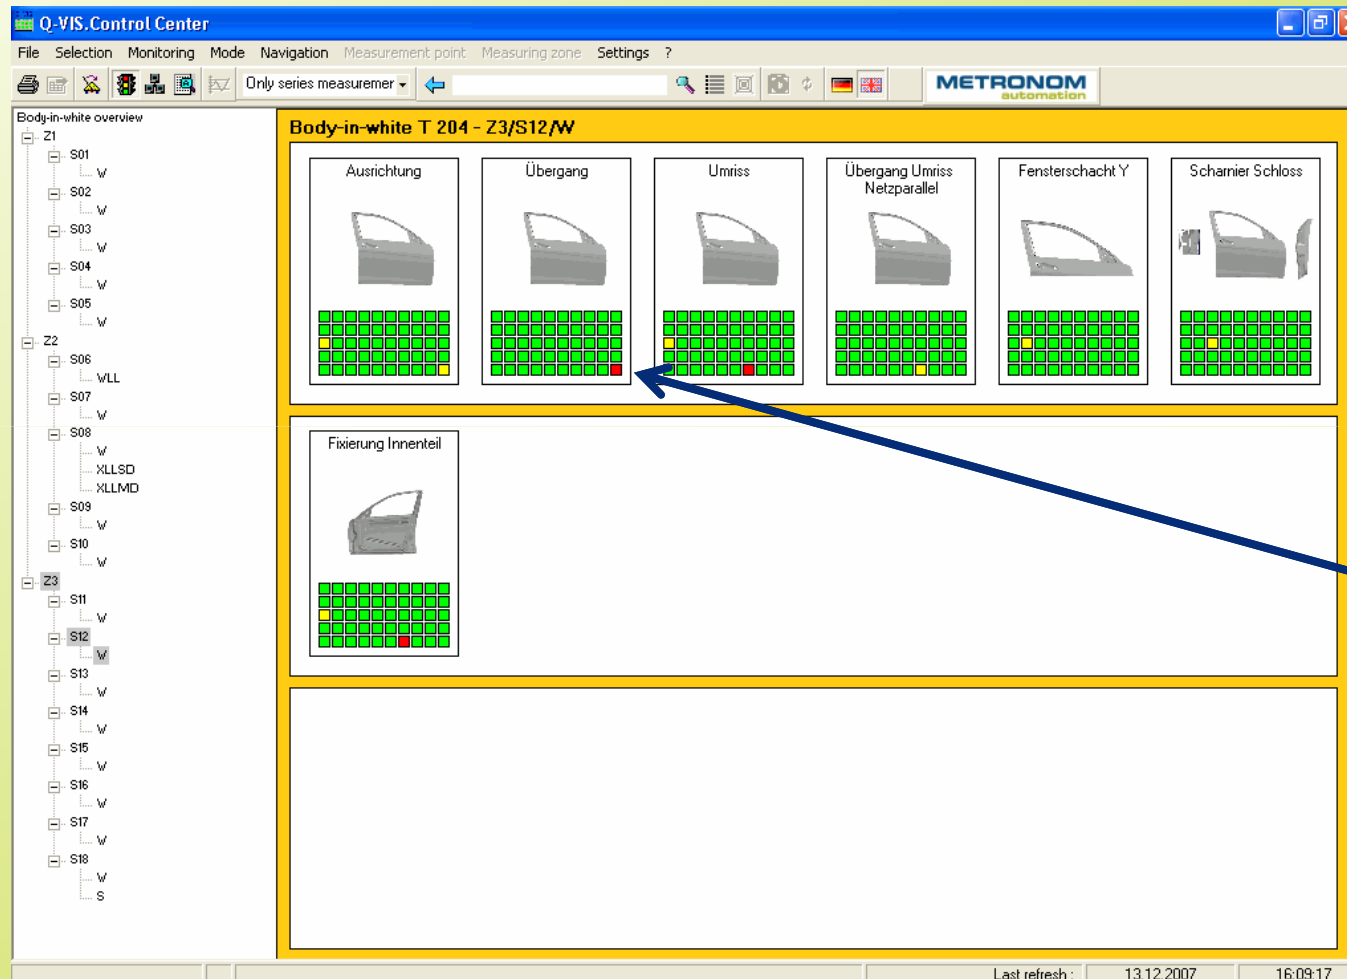 Q-VIS.Control Center
File Selection Monitoring Mode Navigation Measurement point Measuring zone Settings ?
Only series measuremer
METRONOM
automation
Body-in-white overview
Z1
S01
W
S02
W
S03
W
S04
W
S05
W
Z2
S06
WLL
S07
W
S08
W
XLLSD
XLLMD
S09
W
S10
W
Z3
S11
W
S12
W
S13
W
S14
W
S15
W
S16
W
S17
W
S18
W
S
Body-in-white T 204 - Z3/S12/W
Ausrichtung
Übergang
Umriss
Übergang Umriss
Netzparallel
Fensterschacht Y
Scharnier Schloss
Fixierung Innenteil
Last refresh : 13.12.2007 16:09:17